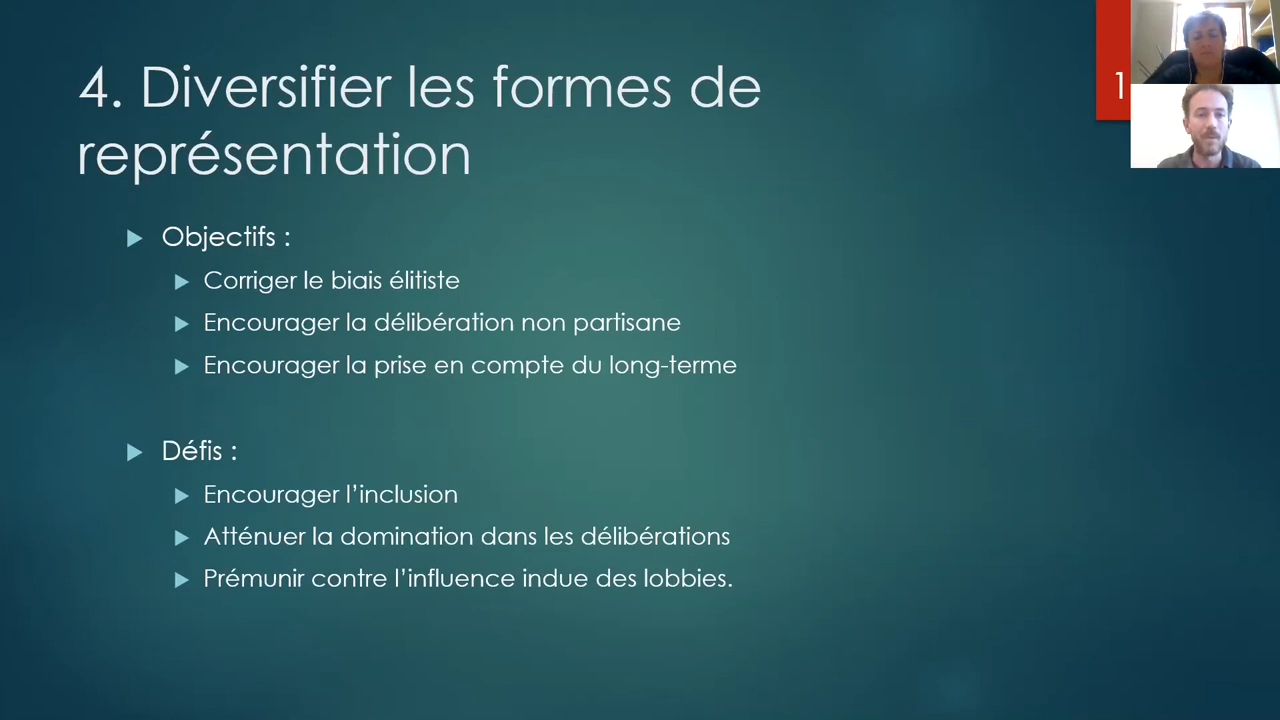 4. Diversifier les formes de
représentation
1
Objectifs :
Corriger le biais élitiste
Encourager la délibération non partisane
Encourager la prise en compte du long-terme
Défis :
Encourager l’inclusion
Atténuer la domination dans les délibérations
Prémunir contre l’influence indue des lobbies.